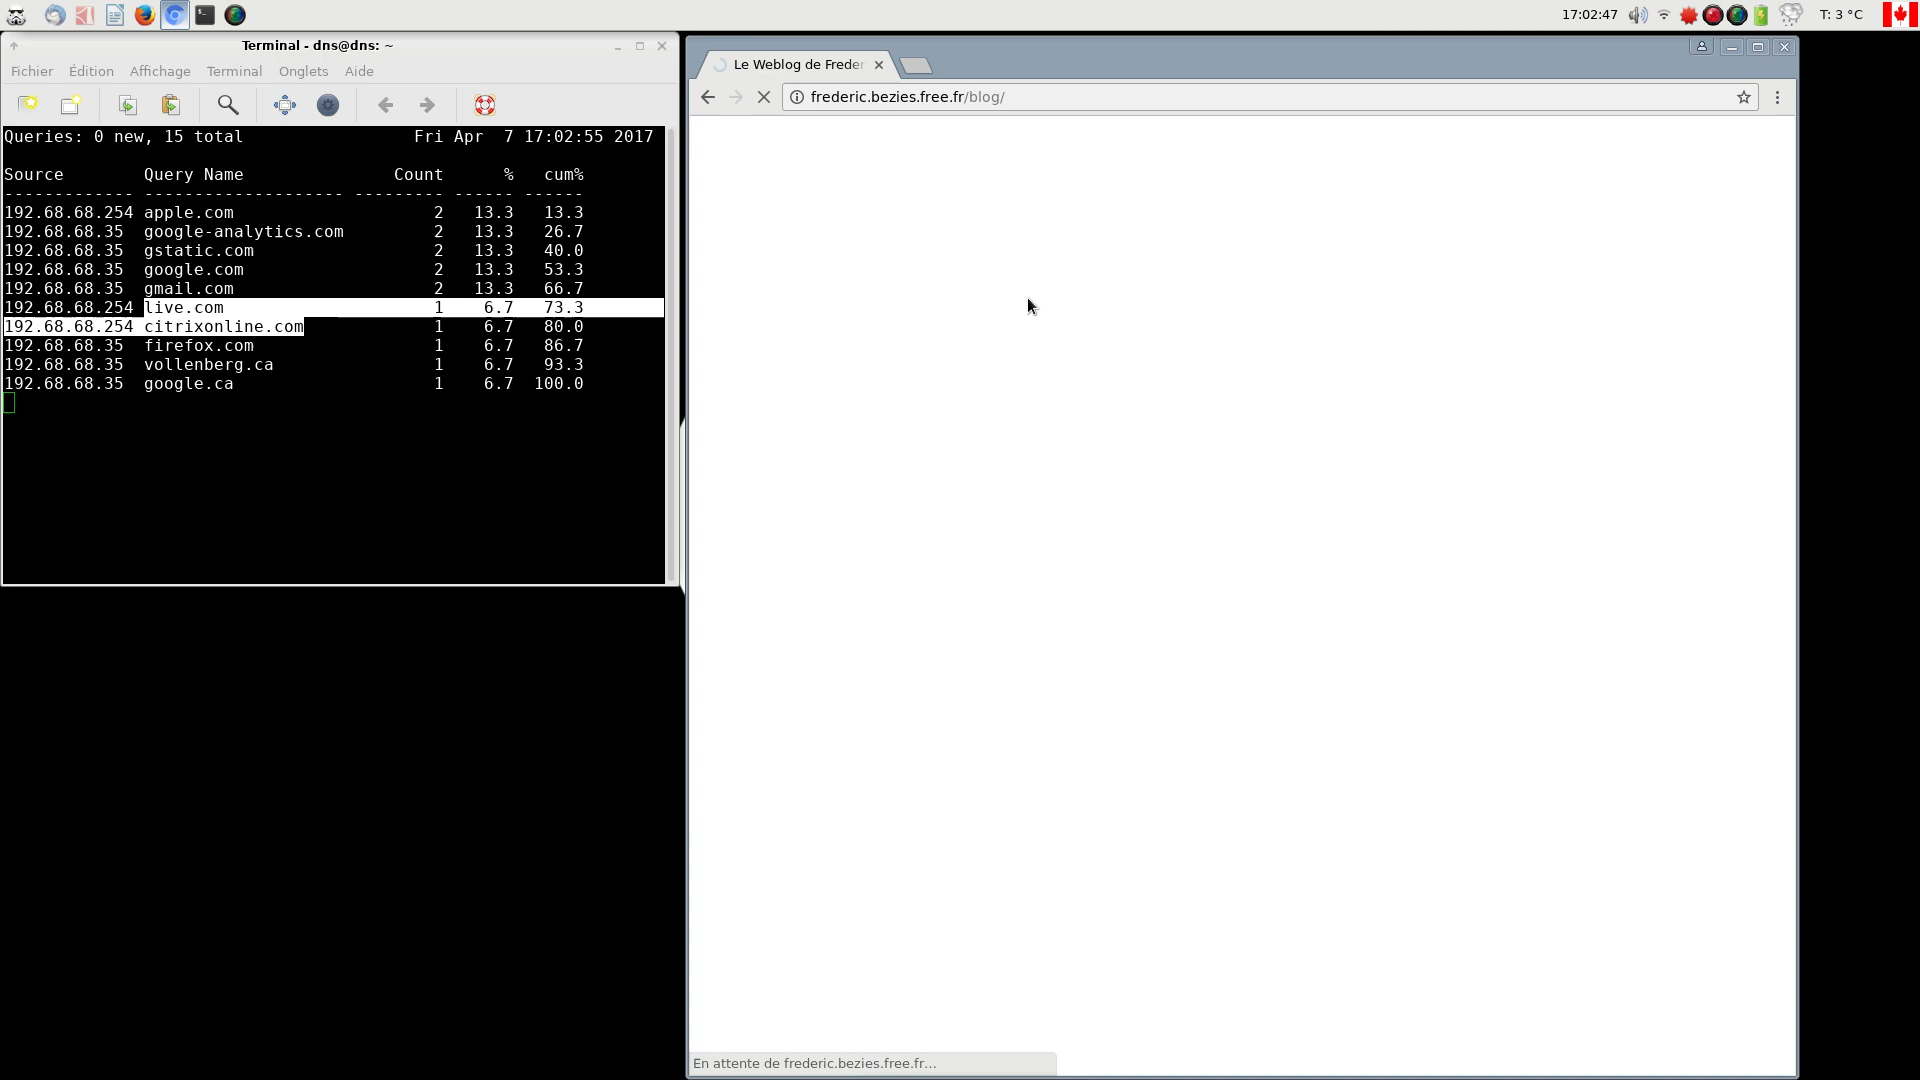 17:02:47 T: 3 °C
Terminal - dns@dns: ~
Fichier Édition Affichage Terminal Onglets Aide
Queries: 0 new, 15 total Fri Apr 7 17:02:55 2017
Source Query Name Count % cum%
------------- -------------------- --------- ------ ------
192.68.68.254 apple.com 2 13.3 13.3
192.68.68.35 google-analytics.com 2 13.3 26.7
192.68.68.35 gstatic.com 2 13.3 40.0
192.68.68.35 google.com 2 13.3 53.3
192.68.68.35 gmail.com 2 13.3 66.7
192.68.68.254 live.com 1 6.7 73.3
192.68.68.254 citrixonline.com 1 6.7 80.0
192.68.68.35 firefox.com 1 6.7 86.7
192.68.68.35 vollenberg.ca 1 6.7 93.3
192.68.68.35 google.ca 1 6.7 100.0
Le Weblog de Freder
frederic.bezies.free.fr/blog/
En attente de frederic.bezies.free.fr…